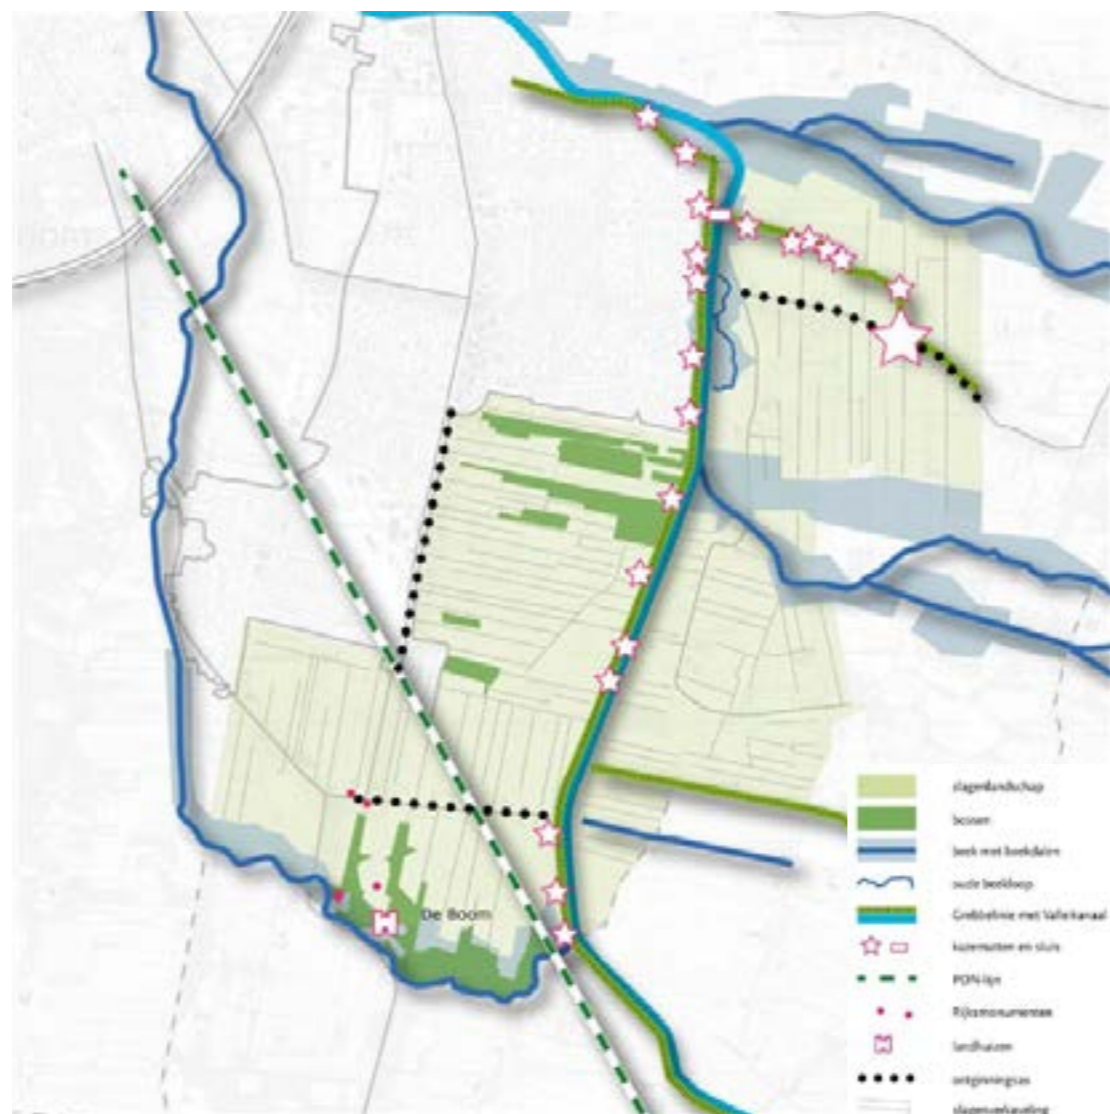 De Boom
slagenlandschap
bossen
beek met beekdalen
oude beekloop
Grebbelinie met Valleikanaal
kazematten en sluis
PON-lijn
Rijksmonumenten
landhuizen
ontginningsas
slagenverkaveling